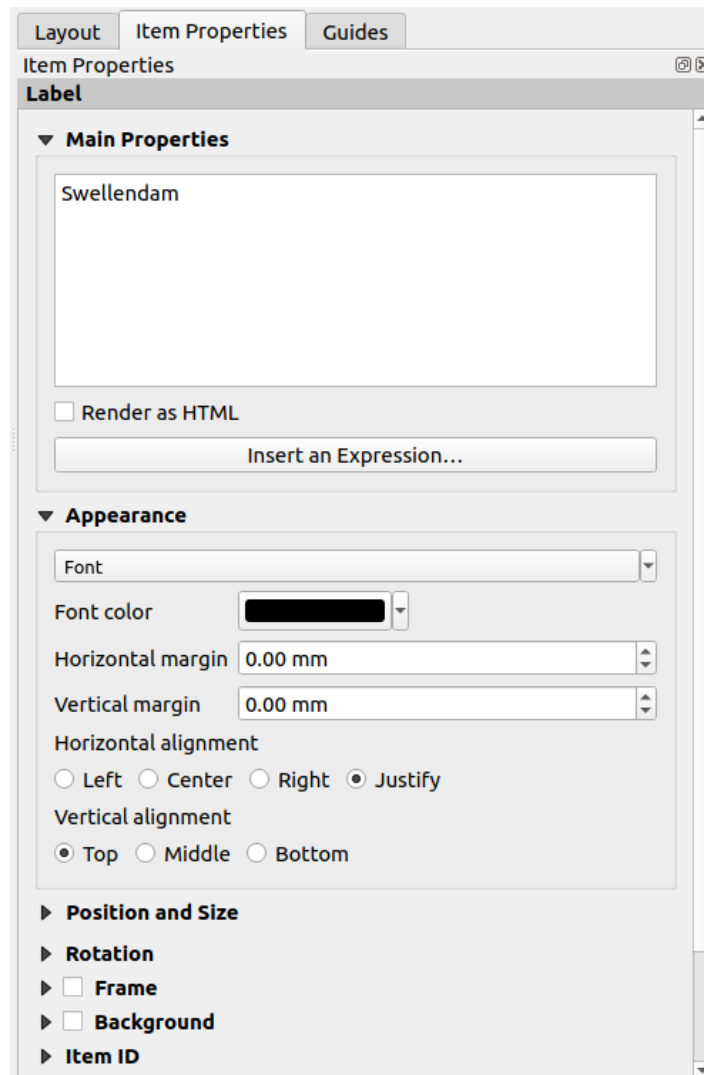 Layout Item Properties Guides
Item Properties
Label
Main Properties
Swellendam
Render as HTML
Insert an Expression...
Appearance
Font
Font color
Horizontal margin 0.00 mm
Vertical margin 0.00 mm
Horizontal alignment
Left Center Right Justify
Vertical alignment
Top Middle Bottom
Position and Size
Rotation
Frame
Background
Item ID